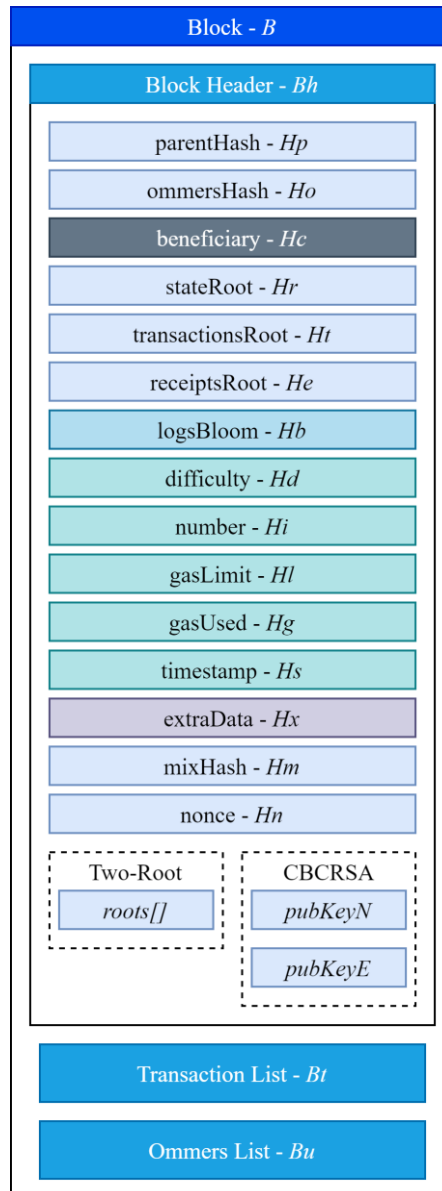 Block - B
Block Header - Bh
parentHash - Hp
ommersHash - Ho
beneficiary - Hc
stateRoot - Hr
transactionsRoot - Ht
receiptsRoot - He
logsBloom - Hb
difficulty - Hd
number - Hi
gasLimit - Hl
gasUsed - Hg
timestamp - Hs
extraData - Hx
mixHash - Hm
nonce - Hn
Two-Root
roots[]
CBCRSA
pubKeyN
pubKeyE
Transaction List - Bt
Ommers List - Bu